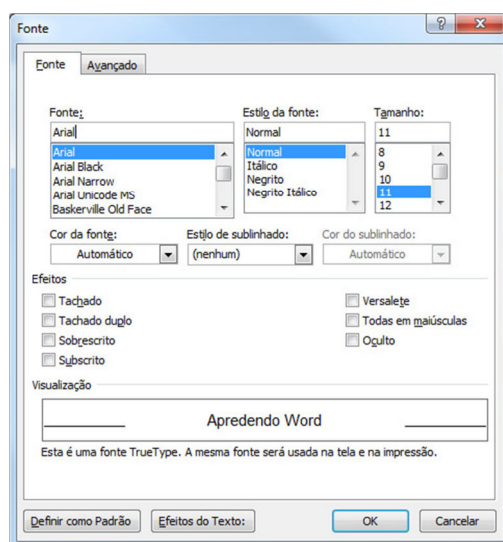 Fonte
Fonte Avançado
Fonte: Estilo da fonte: Tamanho:
Arial Normal 11
Arial Normal 8
Arial Black Itálico 9
Arial Narrow Negrito 10
Arial Unicode MS Negrito Itálico 11
Baskerville Old Face 12
Cor da fonte: Estilo de sublinhado: Cor do sublinhado:
Automático (nenhum) Automático
Efeitos
Tachado Versalete
Tachado duplo Todas em maiúsculas
Sobrescrito Oculto
Subscrito
Visualização
Apredendo Word
Esta é uma fonte TrueType. A mesma fonte será usada na tela e na impressão.
Definir como Padrão Efeitos do Texto: OK Cancelar